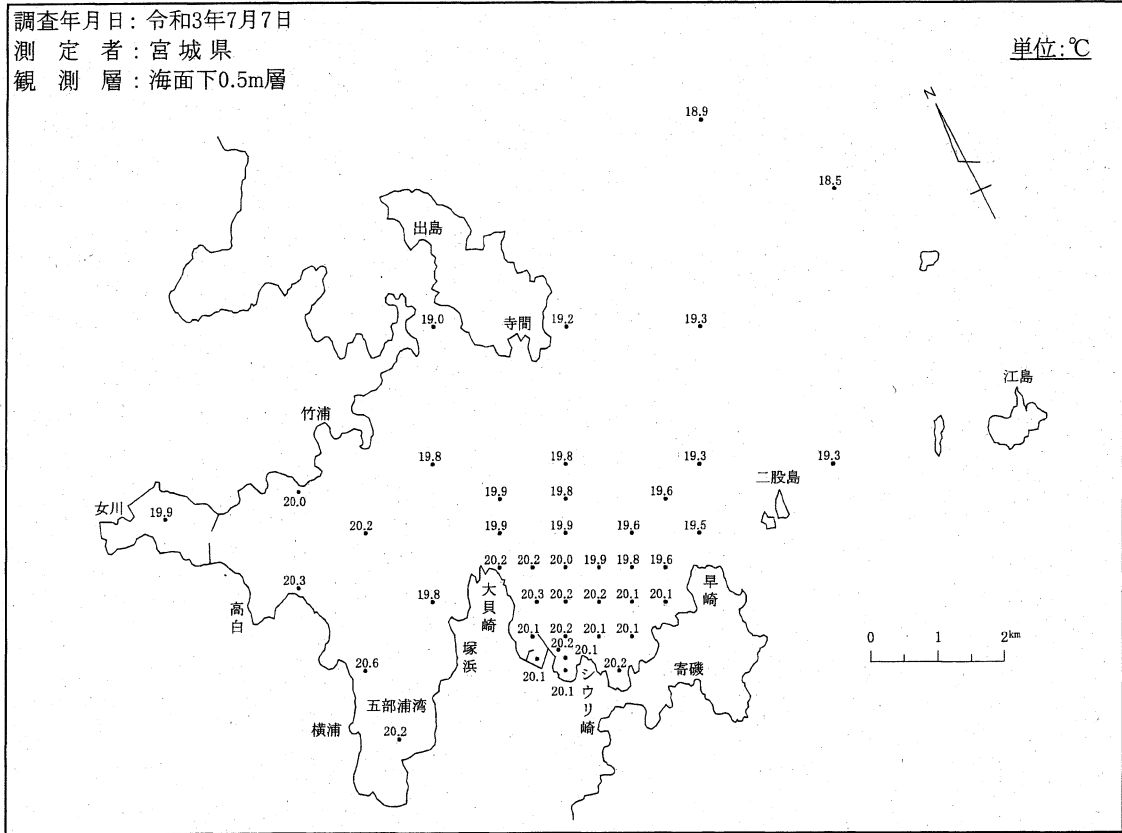 調査年月日：令和3年7月7日
測定者：宮城県
観測層：海面下0.5m層
単位：℃
N
18.9
18.5
出島
寺間
19.0
19.2
19.3
江島
竹浦
19.8
19.8
19.3
19.3
二股島
女川
19.9
20.0
19.9
19.8
19.6
20.2
19.9
19.9
19.6
19.5
20.2
20.2
20.0
19.9
19.8
19.6
20.3
高白
19.8
大貝崎
20.3
20.2
20.2
20.1
20.1
早崎
塚浜
20.1
20.2
20.1
20.1
20.2
20.1
20.1
20.1
20.2
シウリ崎
寄磯
20.6
五部浦湾
横浦
20.2
0 1 2km